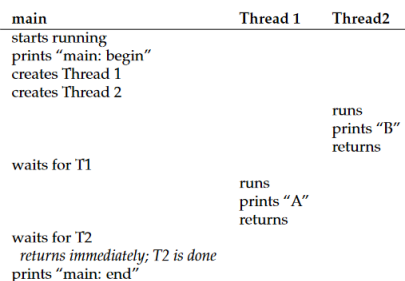 main Thread 1 Thread2
starts running
prints “main: begin”
creates Thread 1
creates Thread 2
runs
prints “B”
returns
waits for T1
runs
prints “A”
returns
waits for T2
returns immediately; T2 is done
prints “main: end”